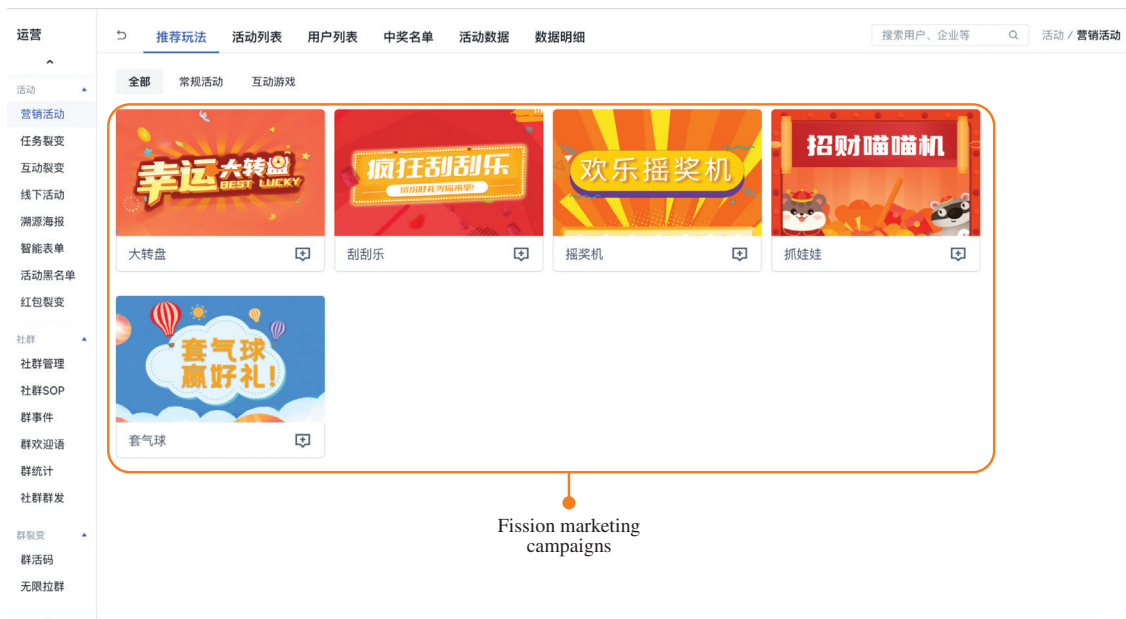 运营
推荐玩法 活动列表 用户列表 中奖名单 活动数据 数据明细
搜索用户、企业等
活动 / 营销活动
全部 常规活动 互动游戏
活动
营销活动
任务裂变
互动裂变
线下活动
溯源海报
智能表单
活动黑名单
红包裂变
社群
社群管理
社群SOP
群事件
群欢迎语
群统计
社群群发
群裂变
群活码
无限拉群
幸运大转盘
BEST LUCKY
大转盘
疯狂刮刮乐
缤纷好礼等你来拿!
刮刮乐
欢乐摇奖机
摇奖机
招财喵喵机
抓娃娃
套气球
赢好礼!
套气球
Fission marketing
campaigns